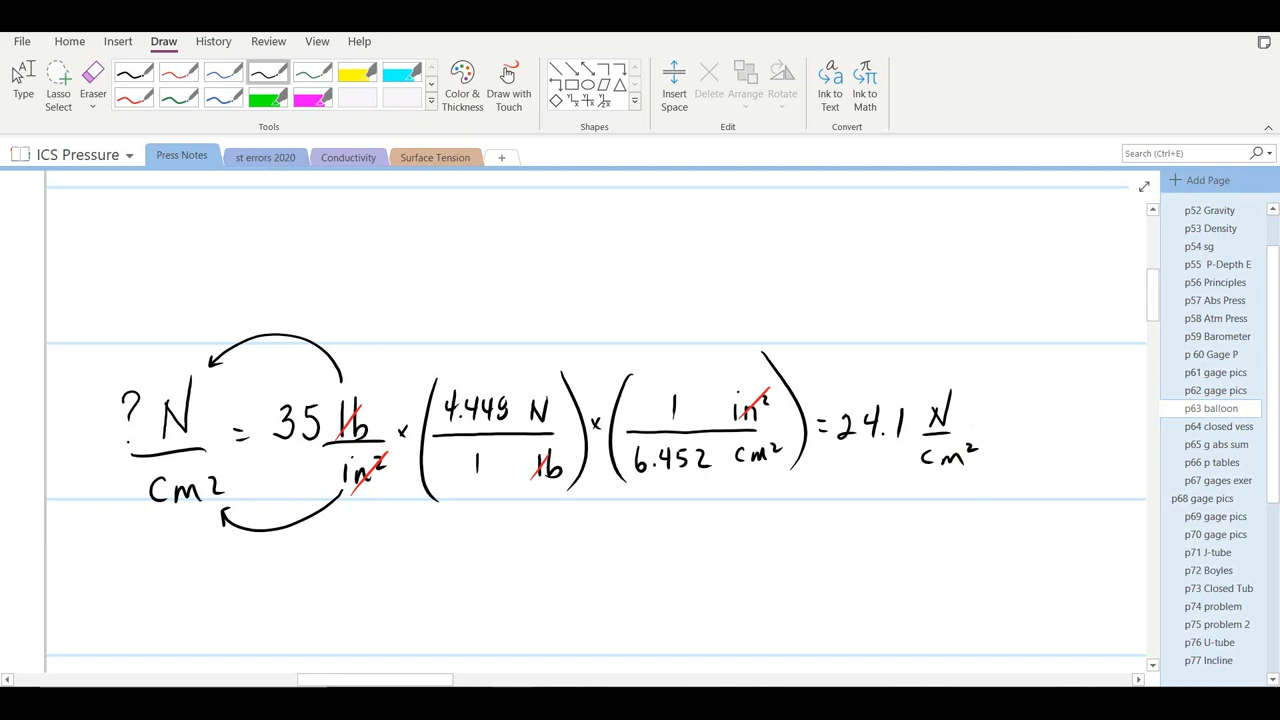 File Home Insert Draw History Review View Help
Type
Lasso Select
Eraser
Color & Thickness
Draw with Touch
Insert Space
Delete
Arrange
Rotate
Ink to Text
Ink to Math
Tools Shapes Edit Convert
ICS Pressure Press Notes st errors 2020 Conductivity Surface Tension +
Search (Ctrl+E)
+ Add Page
p52 Gravity
p53 Density
p54 sg
p55 P-Depth E
p56 Principles
p57 Abs Press
p58 Atm Press
p59 Barometer
p 60 Gage P
p61 gage pics
p62 gage pics
p63 balloon
p64 closed vess
p65 g abs sum
p66 p tables
p67 gages exer
p68 gage pics
p69 gage pics
p70 gage pics
p71 J-tube
p72 Boyles
p73 Closed Tub
p74 problem
p75 problem 2
p76 U-tube
p77 Incline
? N/cm² = 35 lb/in² × (4.448 N / 1 lb) × (1 in² / 6.452 cm²) = 24.1 N/cm²